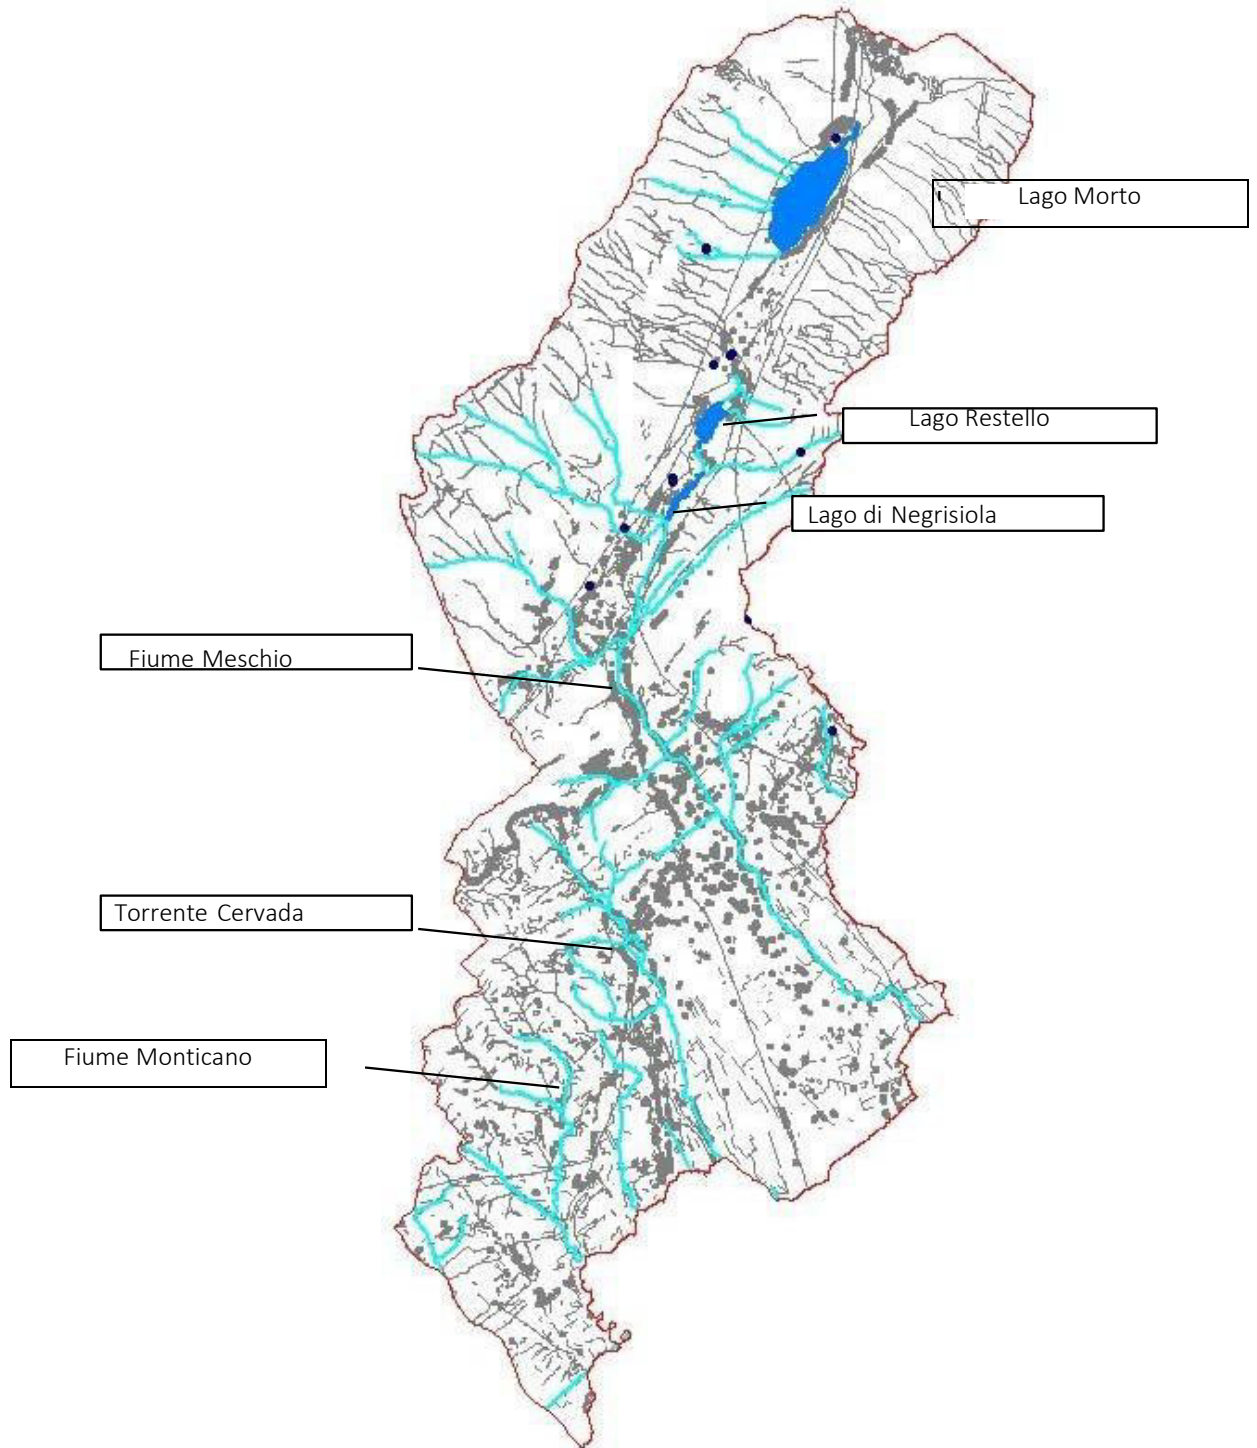 Lago Morto
Lago Restello
Lago di Negrisiola
Fiume Meschio
Torrente Cervada
Fiume Monticano